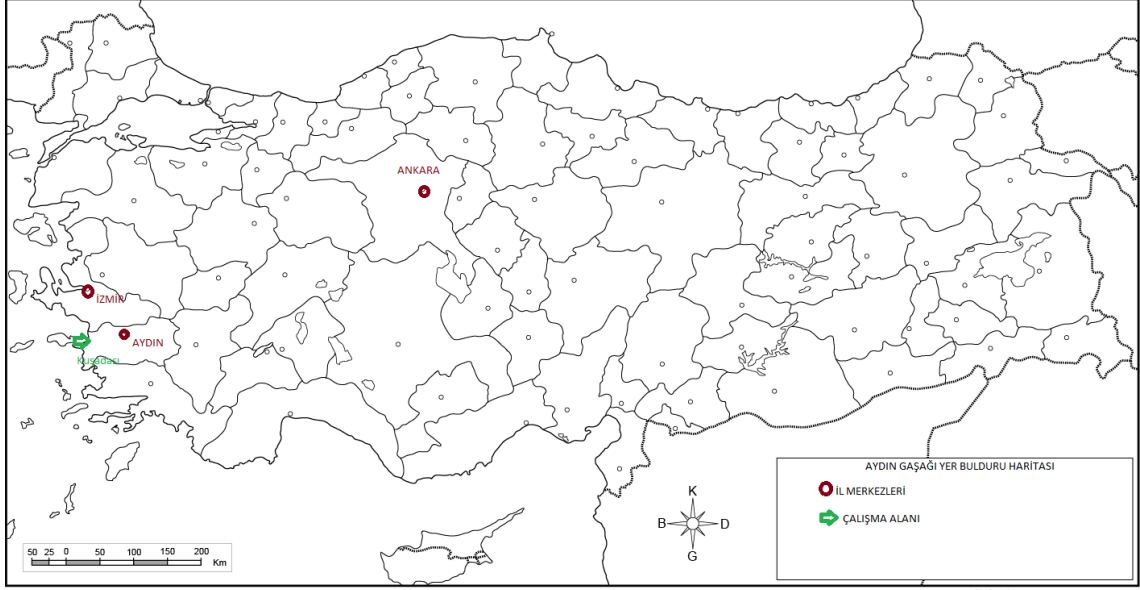 ANKARA
İZMİR
AYDIN
Kuşadası
AYDIN GAŞAĞI YER BULDURU HARİTASI
İL MERKEZLERİ
ÇALIŞMA ALANI
K
B D
G
50 25 0 50 100 150 200
Km